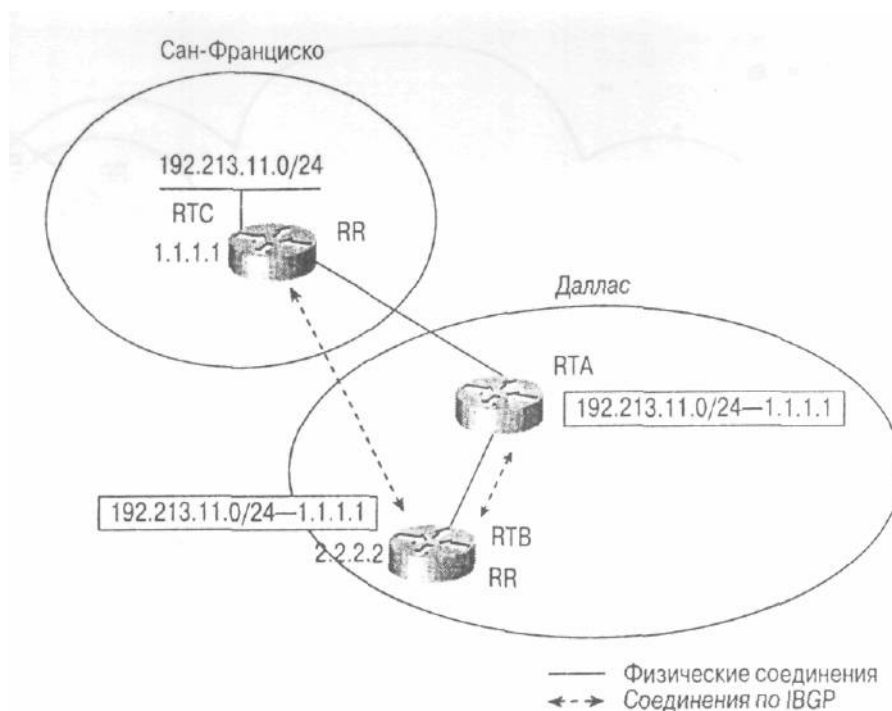 Сан-Франциско
192.213.11.0/24
RTC
RR
1.1.1.1
Даллас
RTA
192.213.11.0/24—1.1.1.1
192.213.11.0/24—1.1.1.1
2.2.2.2
RTB
RR
Физические соединения
Соединения по IBGP